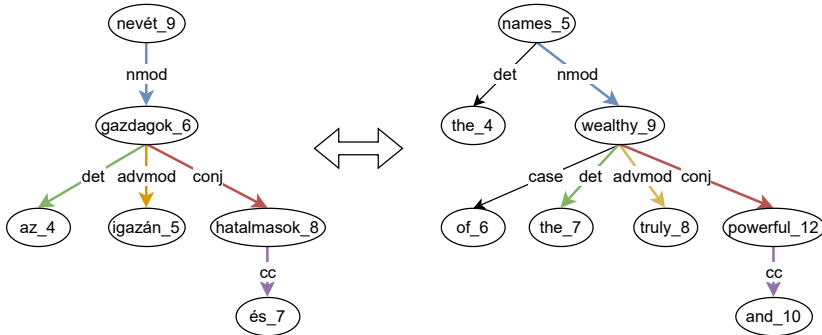 nevét_9 names_5
nmod det nmod
gazdagok_6 the_4 wealthy_9
det advmod conj case det advmod conj
az_4 igazán_5 hatalmasok_8 of_6 the_7 truly_8 powerful_12
cc cc
és_7 and_10